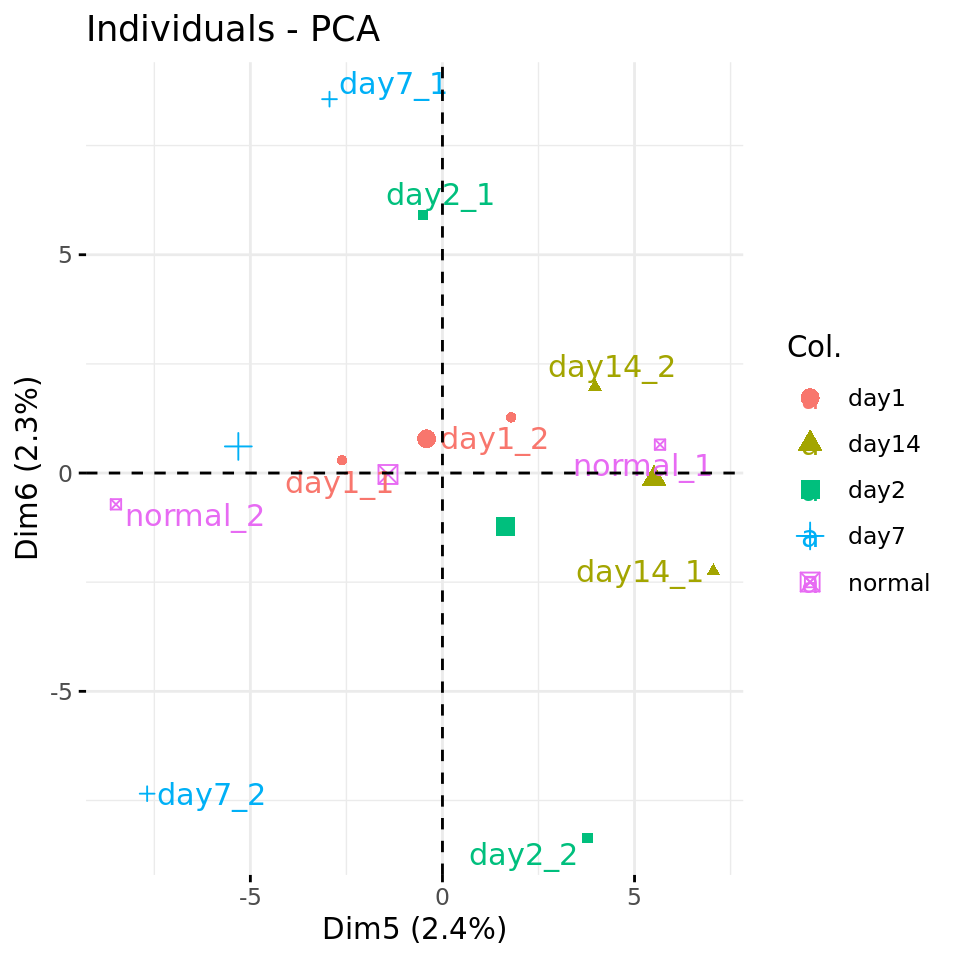 Individuals - PCA
day7_1
day2_1
5
day14_2
Col.
day1
day1_2
day14
normal_1
0
day1_1
day2
normal_2
day7
day14_1
normal
-5
day7_2
day2_2
-5
0
5
Dim5 (2.4%)
Dim6 (2.3%)
a
a
a
a
a